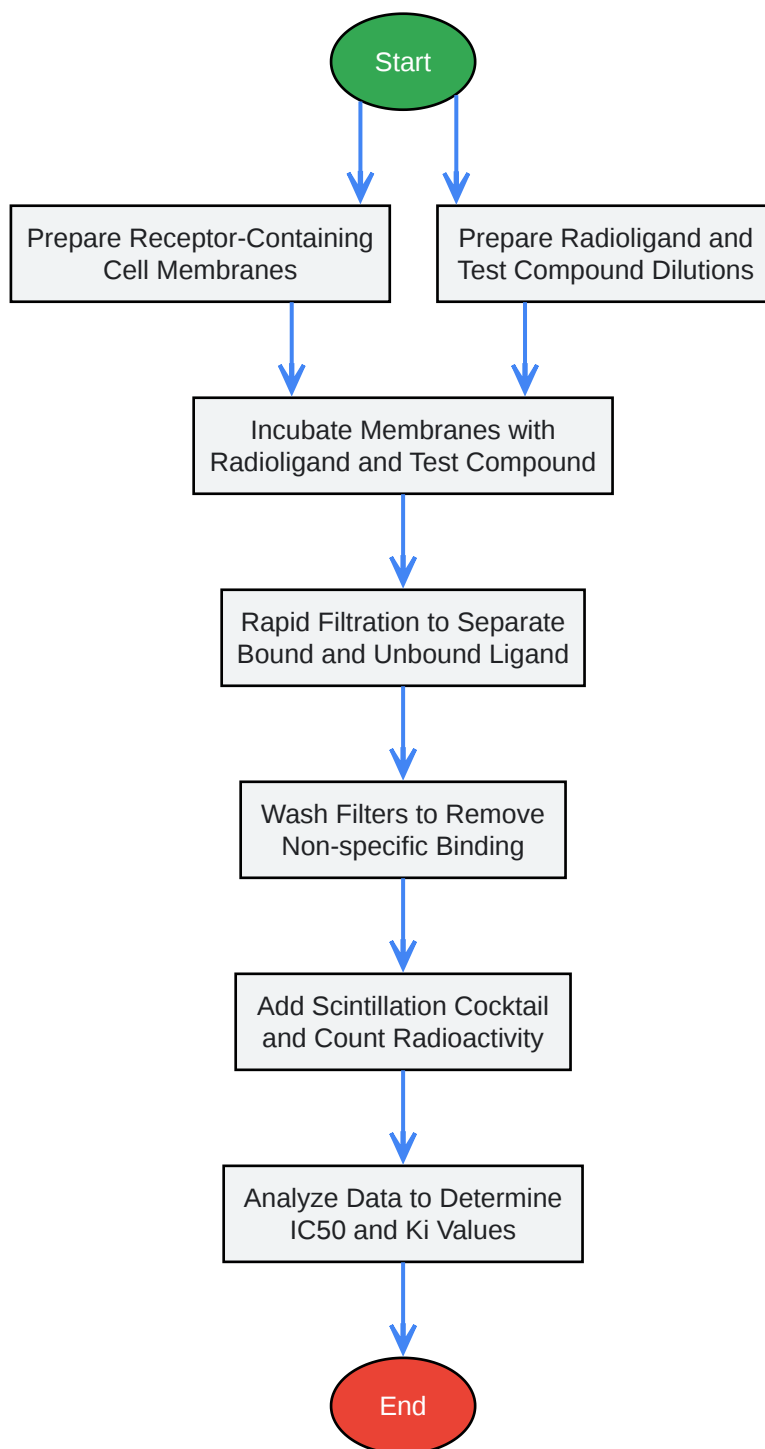 Start
Prepare Receptor-Containing
Cell Membranes
Prepare Radioligand and
Test Compound Dilutions
Incubate Membranes with
Radioligand and Test Compound
Rapid Filtration to Separate
Bound and Unbound Ligand
Wash Filters to Remove
Non-specific Binding
Add Scintillation Cocktail
and Count Radioactivity
Analyze Data to Determine
IC50 and Ki Values
End